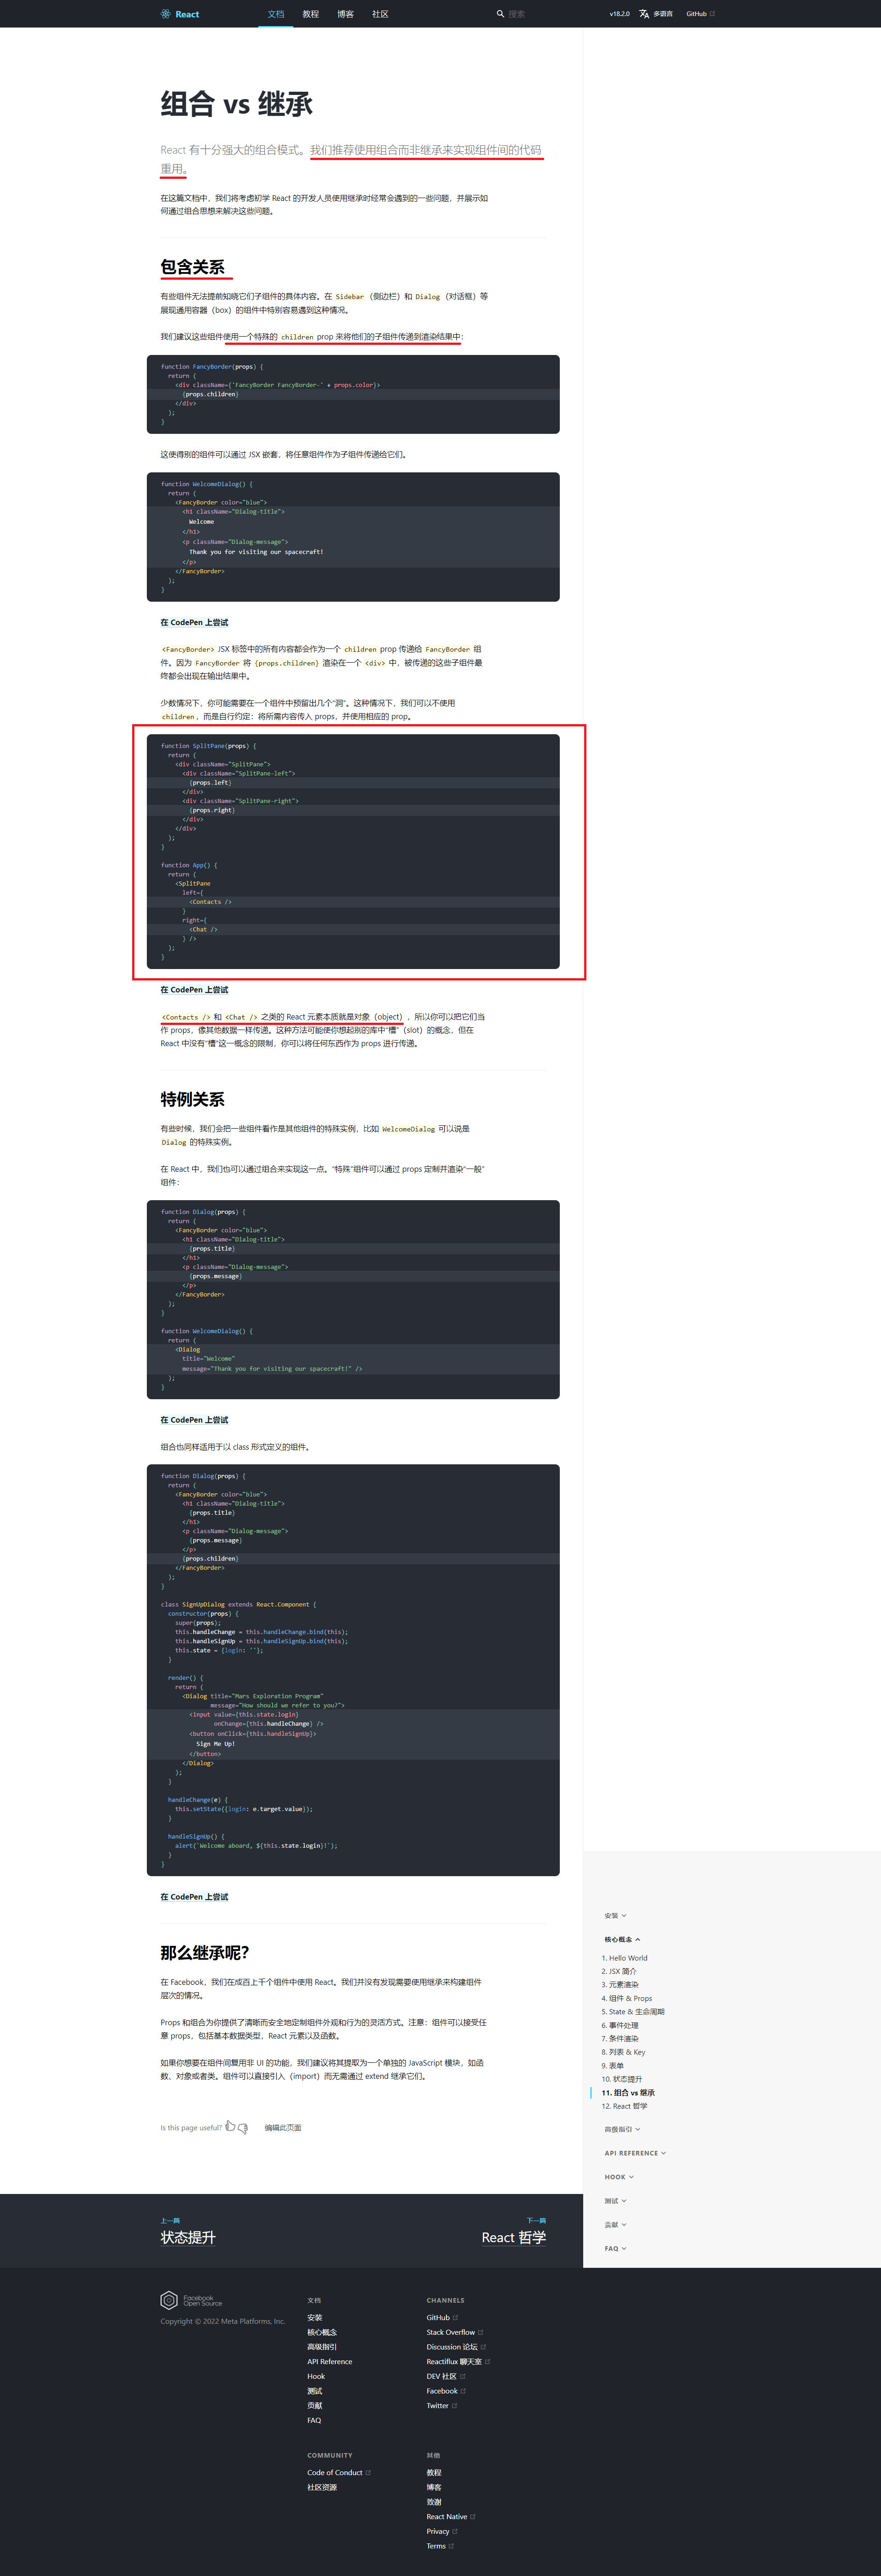 React
文档
教程
博客
社区
搜索
v18.2.0
多语言
GitHub
组合 vs 继承
React 有十分强大的组合模式。我们推荐使用组合而非继承来实现组件间的代码
重用。
在这篇文档中，我们将考虑初学 React 的开发人员使用继承时经常会遇到的一些问题，并展示如
何通过组合思想来解决这些问题。
包含关系
有些组件无法提前知晓它们子组件的具体内容。在 Sidebar（侧边栏）和 Dialog（对话框）等
展现通用容器（box）的组件中特别容易遇到这种情况。
我们建议这些组件使用一个特殊的 children prop 来将他们的子组件传递到渲染结果中：
function FancyBorder(props) {
  return (
    <div className={'FancyBorder FancyBorder-' + props.color}>
      {props.children}
    </div>
  );
}
这使得别的组件可以通过 JSX 嵌套，将任意组件作为子组件传递给它们。
function WelcomeDialog() {
  return (
    <FancyBorder color="blue">
      <h1 className="Dialog-title">
        Welcome
      </h1>
      <p className="Dialog-message">
        Thank you for visiting our spacecraft!
      </p>
    </FancyBorder>
  );
}
在 CodePen 上尝试
<FancyBorder> JSX 标签中的所有内容都会作为一个 children prop 传递给 FancyBorder 组
件。因为 FancyBorder 将 {props.children} 渲染在一个 <div> 中，被传递的这些子组件最
终都会出现在输出结果中。
少数情况下，你可能需要在一个组件中预留出几个“洞”。这种情况下，我们可以不使用
children，而是自行约定：将所需内容传入 props，并使用相应的 prop。
function SplitPane(props) {
  return (
    <div className="SplitPane">
      <div className="SplitPane-left">
        {props.left}
      </div>
      <div className="SplitPane-right">
        {props.right}
      </div>
    </div>
  );
}
function App() {
  return (
    <SplitPane
      left={
        <Contacts />
      }
      right={
        <Chat />
      } />
  );
}
在 CodePen 上尝试
<Contacts /> 和 <Chat /> 之类的 React 元素本质就是对象（object），所以你可以把它们当
作 props，像其他数据一样传递。这种方法可能使你想起别的库中“槽”（slot）的概念，但在
React 中没有“槽”这一概念的限制，你可以将任何东西作为 props 进行传递。
特例关系
有些时候，我们会把一些组件看作是其他组件的特殊实例，比如 WelcomeDialog 可以说是
Dialog 的特殊实例。
在 React 中，我们也可以通过组合来实现这一点。“特殊”组件可以通过 props 定制并渲染“一般”
组件：
function Dialog(props) {
  return (
    <FancyBorder color="blue">
      <h1 className="Dialog-title">
        {props.title}
      </h1>
      <p className="Dialog-message">
        {props.message}
      </p>
    </FancyBorder>
  );
}
function WelcomeDialog() {
  return (
    <Dialog
      title="Welcome"
      message="Thank you for visiting our spacecraft!" />
  );
}
在 CodePen 上尝试
组合也同样适用于以 class 形式定义的组件。
function Dialog(props) {
  return (
    <FancyBorder color="blue">
      <h1 className="Dialog-title">
        {props.title}
      </h1>
      <p className="Dialog-message">
        {props.message}
      </p>
      {props.children}
    </FancyBorder>
  );
}
class SignUpDialog extends React.Component {
  constructor(props) {
    super(props);
    this.handleChange = this.handleChange.bind(this);
    this.handleSignUp = this.handleSignUp.bind(this);
    this.state = {login: ''};
  }
  render() {
    return (
      <Dialog title="Mars Exploration Program"
              message="How should we refer to you?">
        <input value={this.state.login}
               onChange={this.handleChange} />
        <button onClick={this.handleSignUp}>
          Sign Me Up!
        </button>
      </Dialog>
    );
  }
  handleChange(e) {
    this.setState({login: e.target.value});
  }
  handleSignUp() {
    alert(`Welcome aboard, ${this.state.login}!`);
  }
}
在 CodePen 上尝试
那么继承呢？
在 Facebook，我们在成百上千个组件中使用 React。我们并没有发现需要使用继承来构建组件
层次的情况。
Props 和组合为你提供了清晰而安全地定制组件外观和行为的灵活方式。注意：组件可以接受任
意 props，包括基本数据类型，React 元素以及函数。
如果你想要在组件间复用非 UI 的功能，我们建议将其提取为一个单独的 JavaScript 模块，如函
数、对象或者类。组件可以直接引入（import）而无需通过 extend 继承它们。
Is this page useful?
编辑此页面
安装
核心概念
1. Hello World
2. JSX 简介
3. 元素渲染
4. 组件 & Props
5. State & 生命周期
6. 事件处理
7. 条件渲染
8. 列表 & Key
9. 表单
10. 状态提升
11. 组合 vs 继承
12. React 哲学
高级指引
API REFERENCE
HOOK
测试
贡献
FAQ
上一篇
状态提升
下一篇
React 哲学
Facebook
Open Source
Copyright © 2022 Meta Platforms, Inc.
文档
安装
核心概念
高级指引
API Reference
Hook
测试
贡献
FAQ
CHANNELS
GitHub
Stack Overflow
Discussion 论坛
Reactiflux 聊天室
DEV 社区
Facebook
Twitter
COMMUNITY
Code of Conduct
社区资源
其他
教程
博客
致谢
React Native
Privacy
Terms